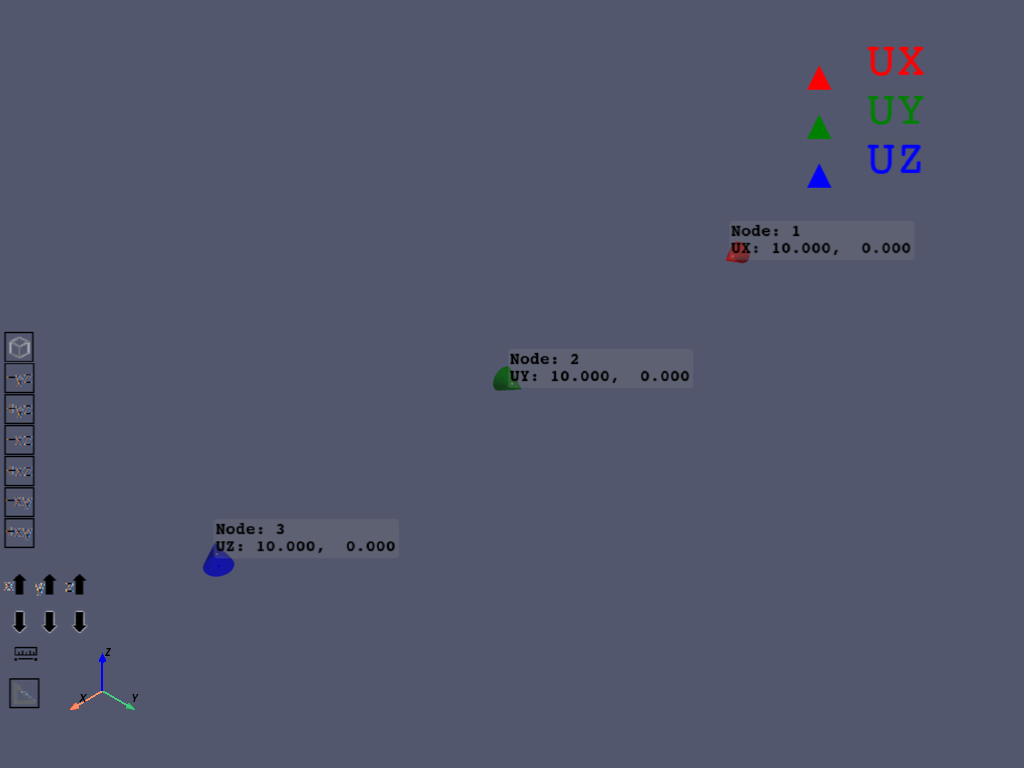 UX
UY
UZ
Node: 1
UX: 10.000,  0.000
Node: 2
UY: 10.000,  0.000
Node: 3
UZ: 10.000,  0.000
-yz
+yz
-xz
+xz
-xy
+xy
x y z
Z
X Y